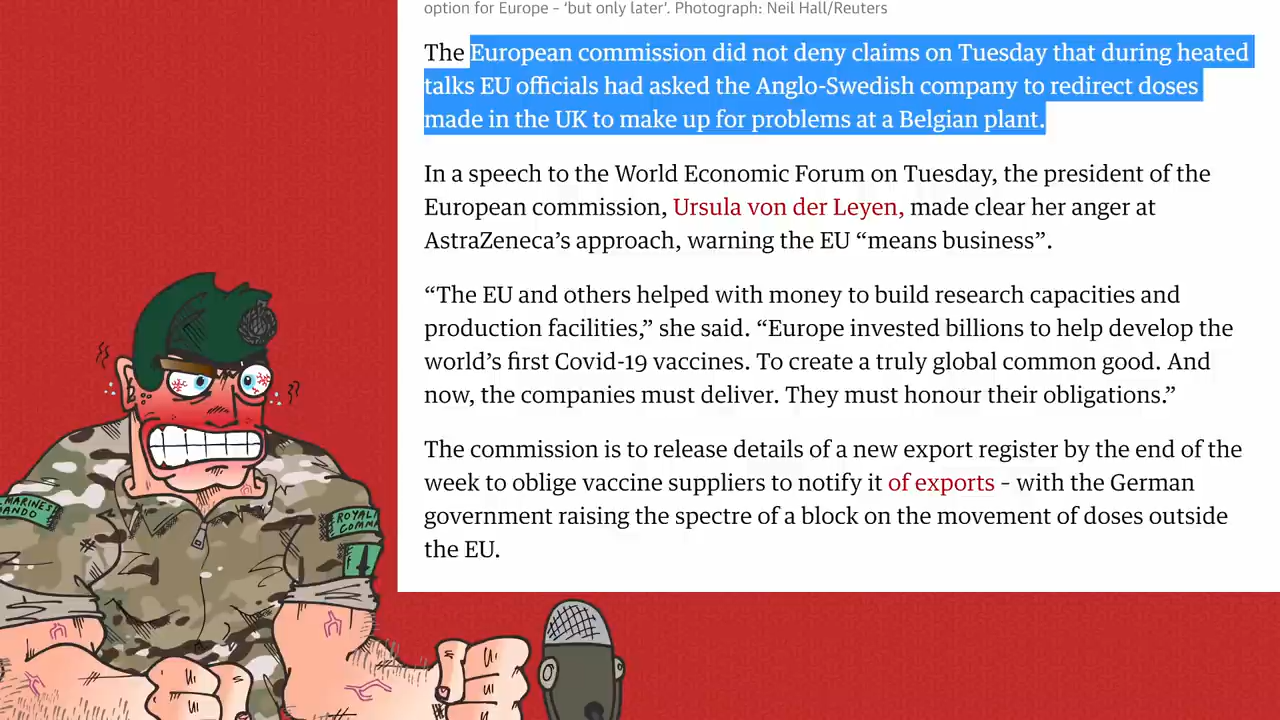 option for Europe – ‘but only later’. Photograph: Neil Hall/Reuters
The European commission did not deny claims on Tuesday that during heated
talks EU officials had asked the Anglo-Swedish company to redirect doses
made in the UK to make up for problems at a Belgian plant.
In a speech to the World Economic Forum on Tuesday, the president of the
European commission, Ursula von der Leyen, made clear her anger at
AstraZeneca’s approach, warning the EU “means business”.
“The EU and others helped with money to build research capacities and
production facilities,” she said. “Europe invested billions to help develop the
world’s first Covid-19 vaccines. To create a truly global common good. And
now, the companies must deliver. They must honour their obligations.”
The commission is to release details of a new export register by the end of the
week to oblige vaccine suppliers to notify it of exports – with the German
government raising the spectre of a block on the movement of doses outside
the EU.
MARINES
ANDO
ROYAL
COMMA